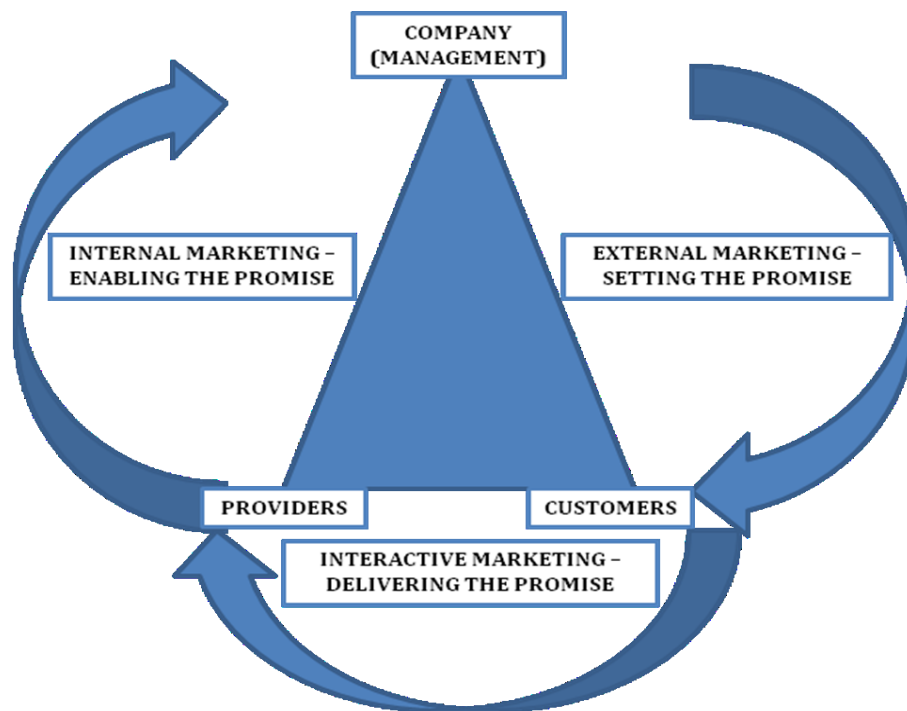 COMPANY
(MANAGEMENT)
INTERNAL MARKETING –
ENABLING THE PROMISE
EXTERNAL MARKETING –
SETTING THE PROMISE
PROVIDERS
CUSTOMERS
INTERACTIVE MARKETING –
DELIVERING THE PROMISE